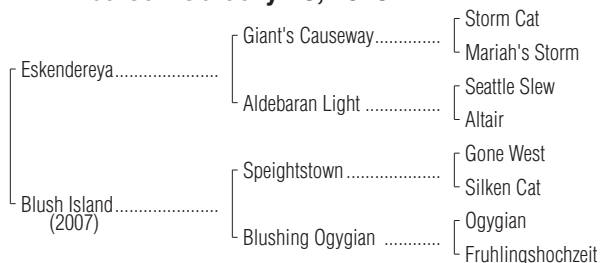 Storm Cat
Giant's Causeway
Mariah's Storm
Eskendereya
Seattle Slew
Aldebaran Light
Altair
Gone West
Speightstown
Silken Cat
Blush Island
(2007)
Ogygian
Blushing Ogygian
Fruhlingshochzeit